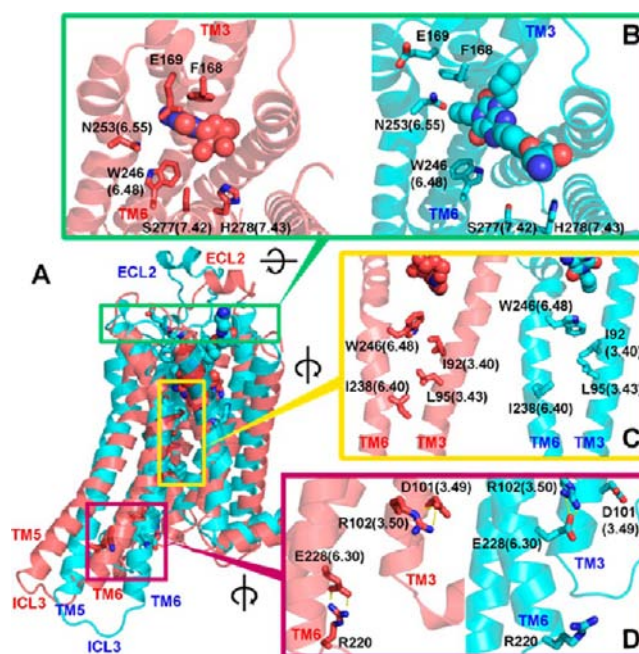 TM3
TM3
B
E169
F168
E169
F168
N253(6.55)
N253(6.55)
W246
(6.48)
TM6
S277(7.42)
H278(7.43)
W246
(6.48)
TM6
S277(7.42)
H278(7.43)
A
ECL2
ECL2
W246(6.48)
W246(6.48)
I92(3.40)
I92
(3.40)
I238(6.40)
L95(3.43)
I238(6.40)
L95(3.43)
TM6
TM3
TM6
TM3
C
TM5
TM6
TM6
ICL3
TM5
ICL3
D101(3.49)
R102(3.50)
R102(3.50)
D101
(3.49)
E228(6.30)
E228(6.30)
TM3
TM3
TM6
R220
TM6
R220
D